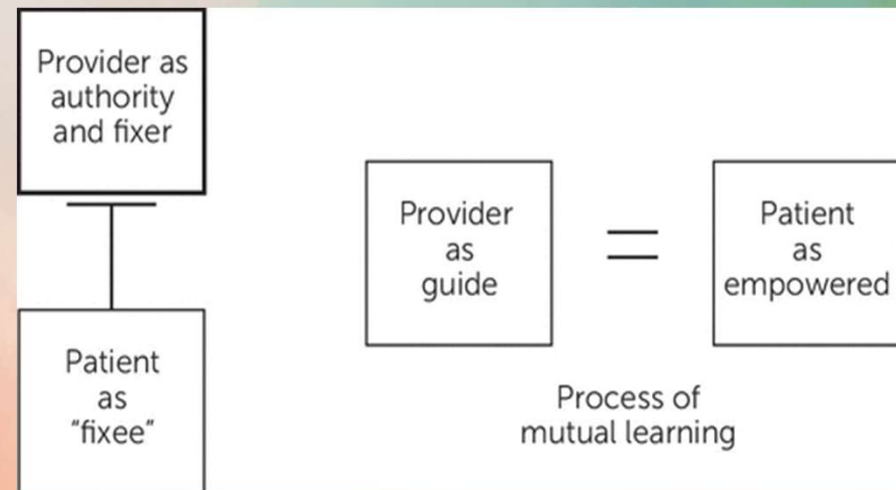 Provider as
authority
and fixer
Patient
as
“fixee”
Provider
as
guide
=
Patient
as
empowered
Process of
mutual learning